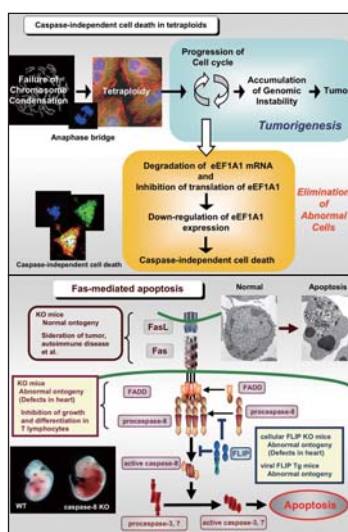 Caspase-independent cell death in tetraploids
Progression of
Cell cycle
Failure of
Chromosome
Condensation
Tetraploidy
Accumulation
of Genomic
Instability
Tumor
Anaphase bridge
Tumorigenesis
Degradation of eEF1A1 mRNA
and
Inhibition of translation of eEF1A1
Down-regulation of eEF1A1
expression
Caspase-independent cell death
Elimination
of
Abnormal
Cells
Caspase-independent cell death
Fas-mediated apoptosis
KO mice
Normal ontogeny
Sideration of tumor,
autoimmune disease
et al.
FasL
Fas
Normal
Apoptosis
KO mice
Abnormal ontogeny
(Defects in heart)
Inhibition of growth
and differentiation in
T lymphocytes
FADD
FADD
procaspase-8
procaspase-8
cellular FLIP KO mice
Abnormal ontogeny
(Defects in heart)
viral FLIP Tg mice
Abnormal ontogeny
FLIP
active caspase-8
WT
caspase-8 KO
procaspase-3, 7
active caspase-3, 7
Apoptosis